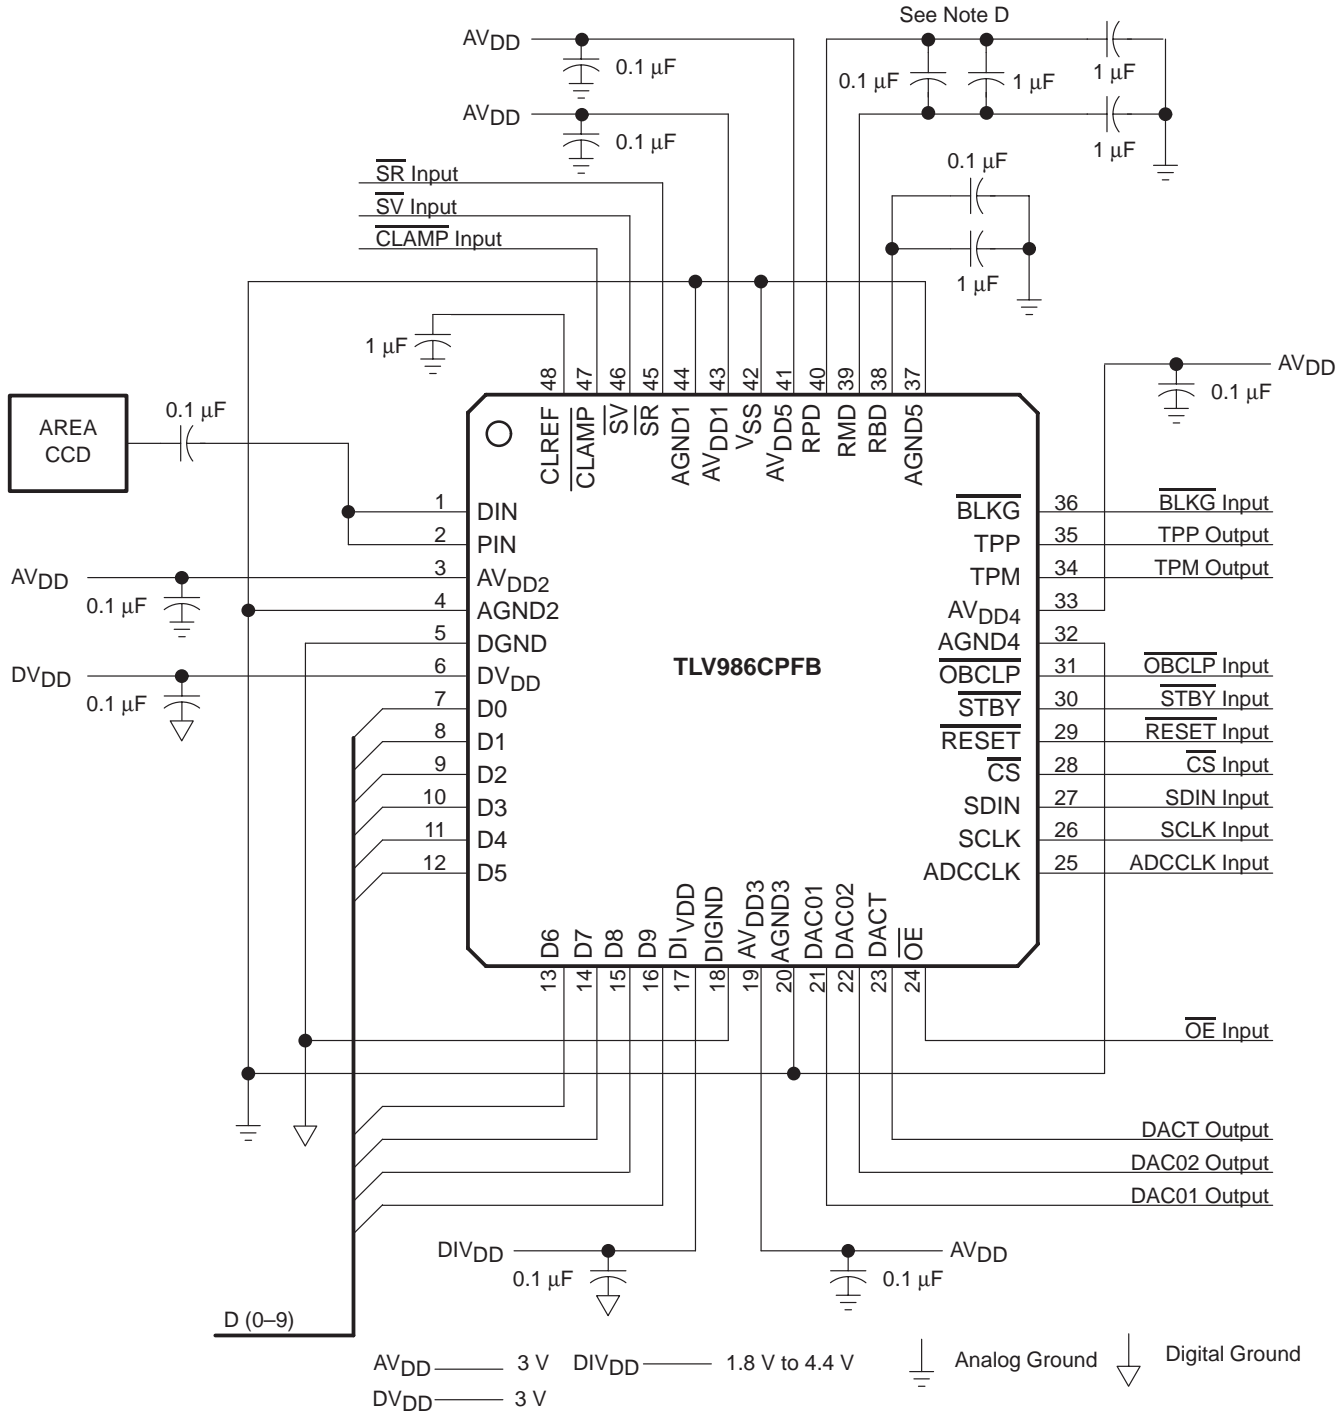 See Note D
AVDD
0.1 μF
0.1 μF
1 μF
1 μF
AVDD
0.1 μF
1 μF
SR Input
0.1 μF
SV Input
CLAMP Input
1 μF
1 μF
AVDD
0.1 μF
48 47 46 45 44 43 42 41 40 39 38 37
CLREF CLAMP SV SR AGND1 AVDD1 VSS AVDD5 RPD RMD RBD AGND5
AREA
CCD
0.1 μF
1 DIN
2 PIN
AVDD 3 AVDD2
0.1 μF
4 AGND2
5 DGND
DVDD 6 DVDD
0.1 μF
7 D0
8 D1
9 D2
10 D3
11 D4
12 D5
TLV986CPFB
BLKG 36 BLKG Input
TPP 35 TPP Output
TPM 34 TPM Output
AVDD4 33
AGND4 32
OBCLP 31 OBCLP Input
STBY 30 STBY Input
RESET 29 RESET Input
CS 28 CS Input
SDIN 27 SDIN Input
SCLK 26 SCLK Input
ADCCLK 25 ADCCLK Input
D6 D7 D8 D9 DIVDD DIGND AVDD3 AGND3 DAC01 DAC02 DACT OE
13 14 15 16 17 18 19 20 21 22 23 24
OE Input
DACT Output
DAC02 Output
DAC01 Output
DIVDD
0.1 μF
AVDD
0.1 μF
D (0–9)
AVDD 3 V DIVDD 1.8 V to 4.4 V Analog Ground Digital Ground
DVDD 3 V